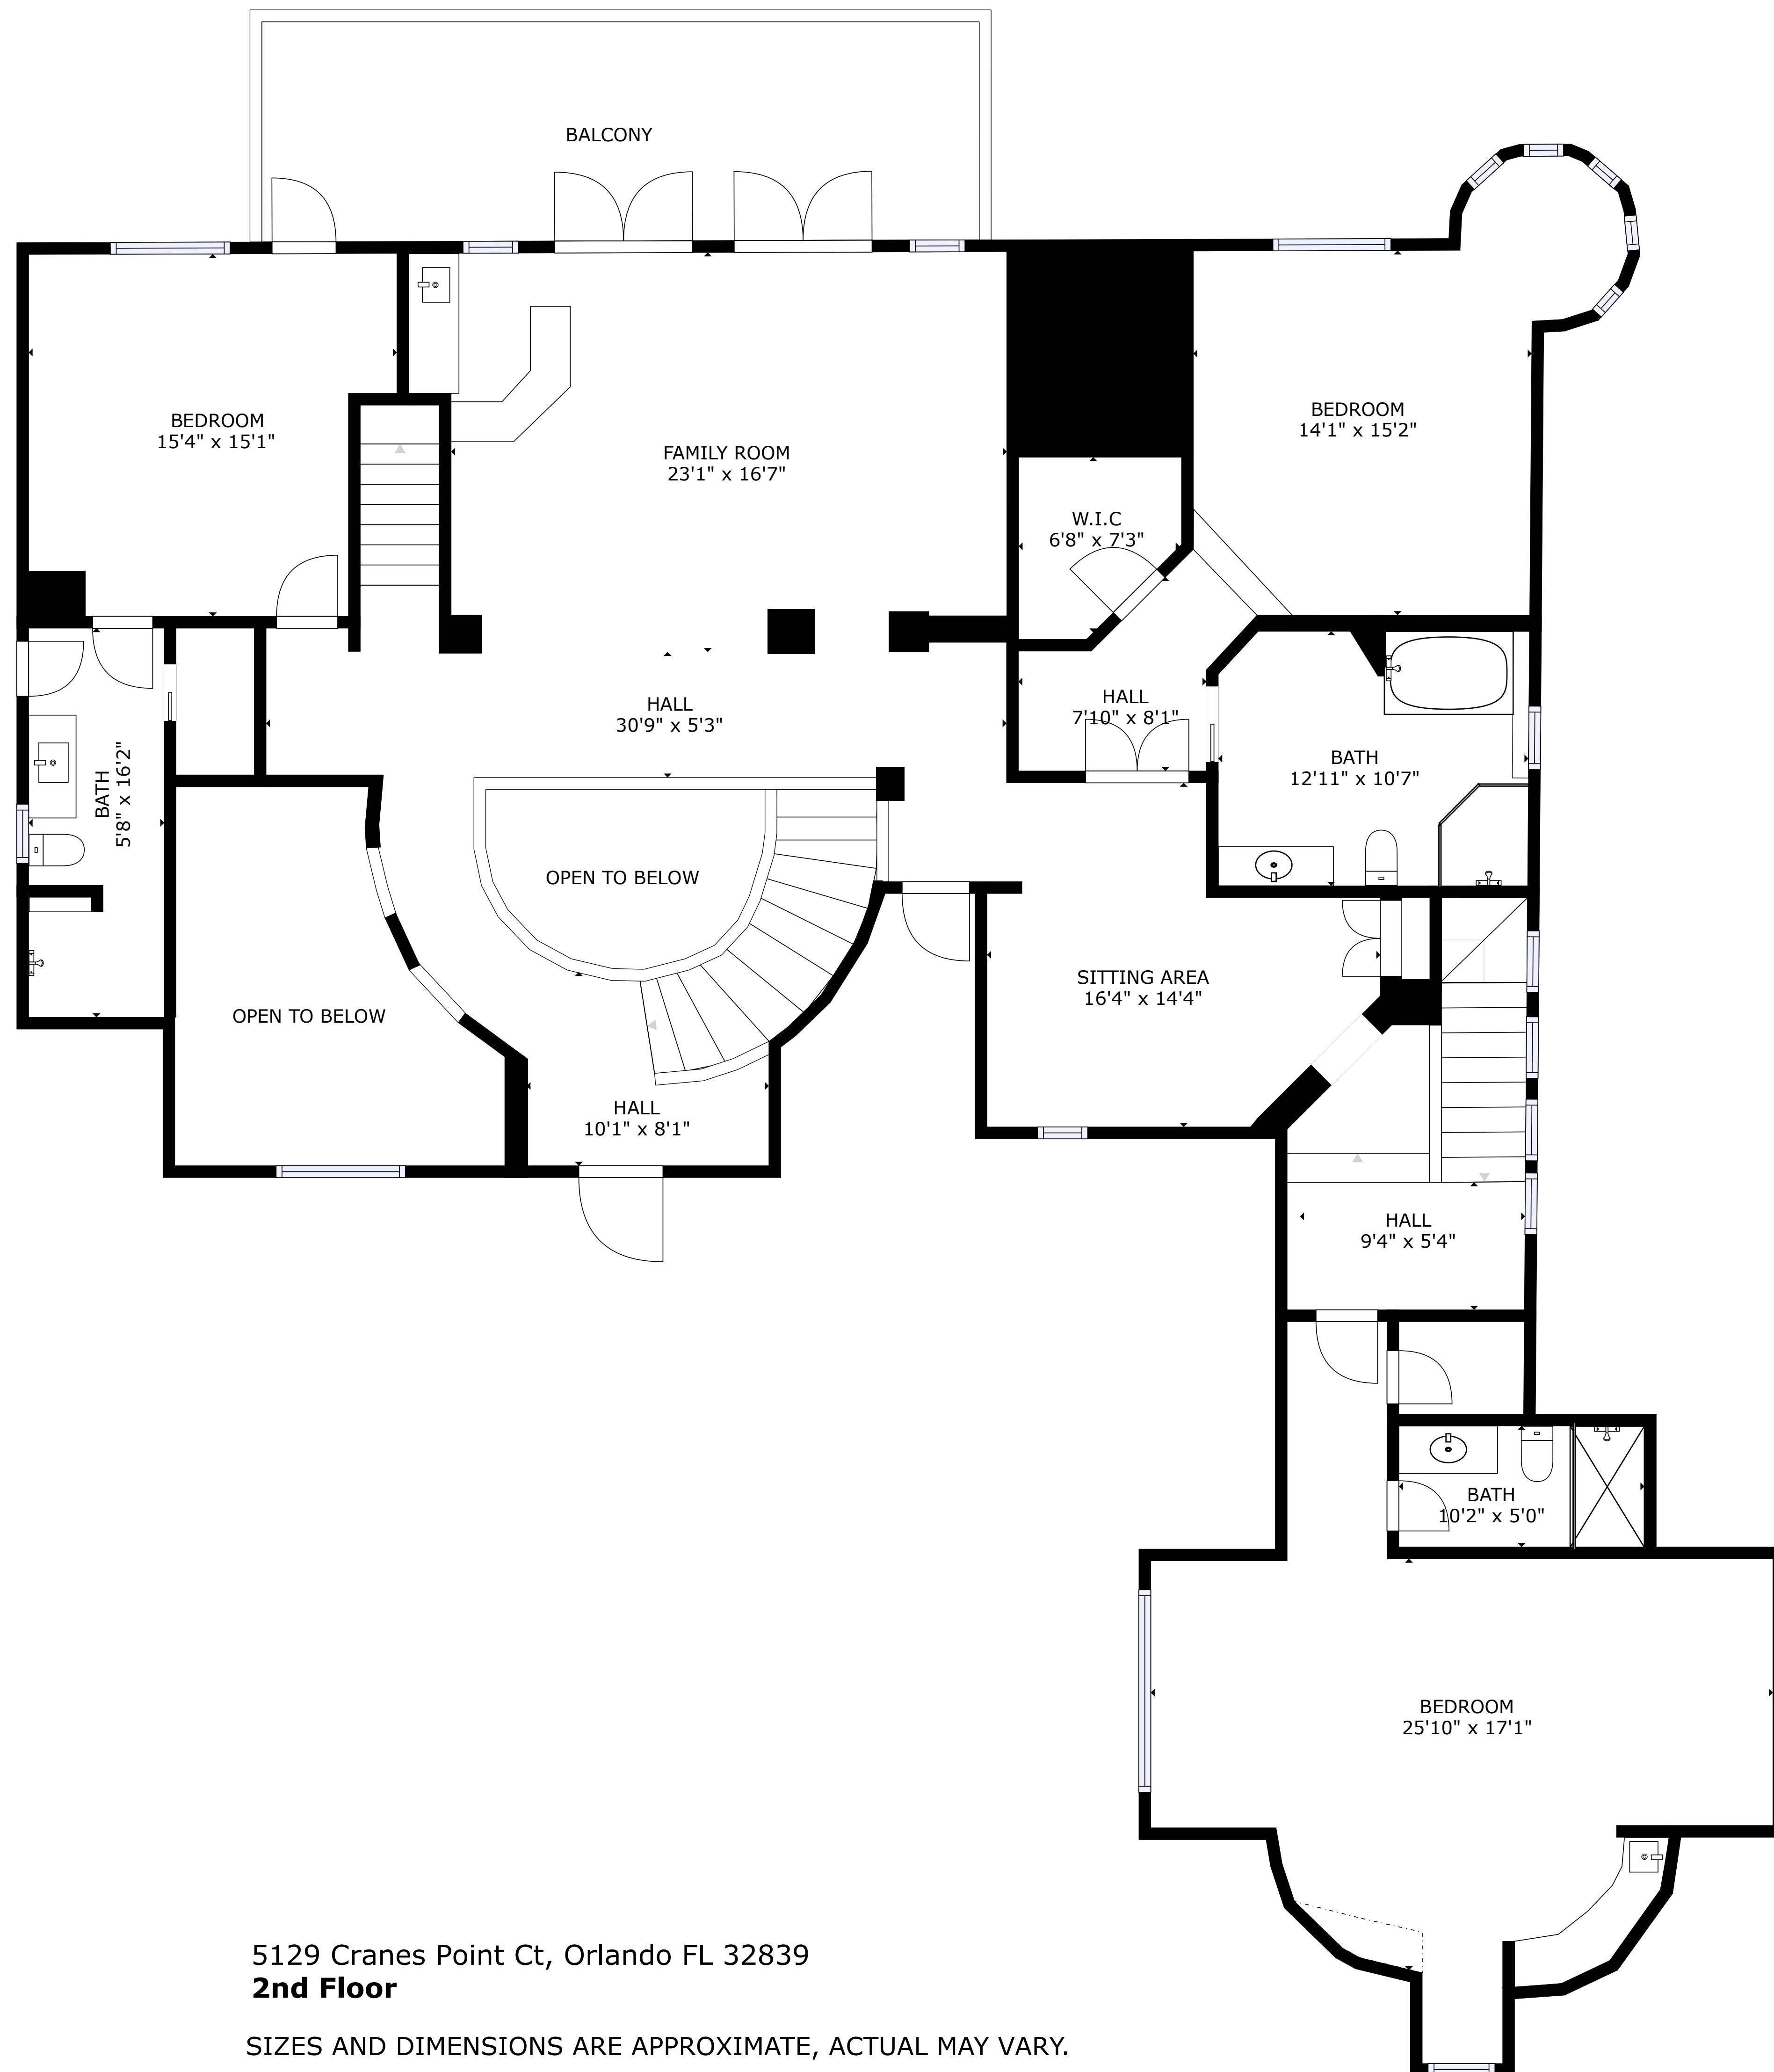 BALCONY
BEDROOM
15'4" x 15'1"
FAMILY ROOM
23'1" x 16'7"
BEDROOM
14'1" x 15'2"
W.I.C
6'8" x 7'3"
HALL
30'9" x 5'3"
HALL
7'10" x 8'1"
BATH
5'8" x 16'2"
BATH
12'11" x 10'7"
OPEN TO BELOW
OPEN TO BELOW
SITTING AREA
16'4" x 14'4"
HALL
10'1" x 8'1"
HALL
9'4" x 5'4"
BATH
10'2" x 5'0"
BEDROOM
25'10" x 17'1"
5129 Cranes Point Ct, Orlando FL 32839
2nd Floor
SIZES AND DIMENSIONS ARE APPROXIMATE, ACTUAL MAY VARY.